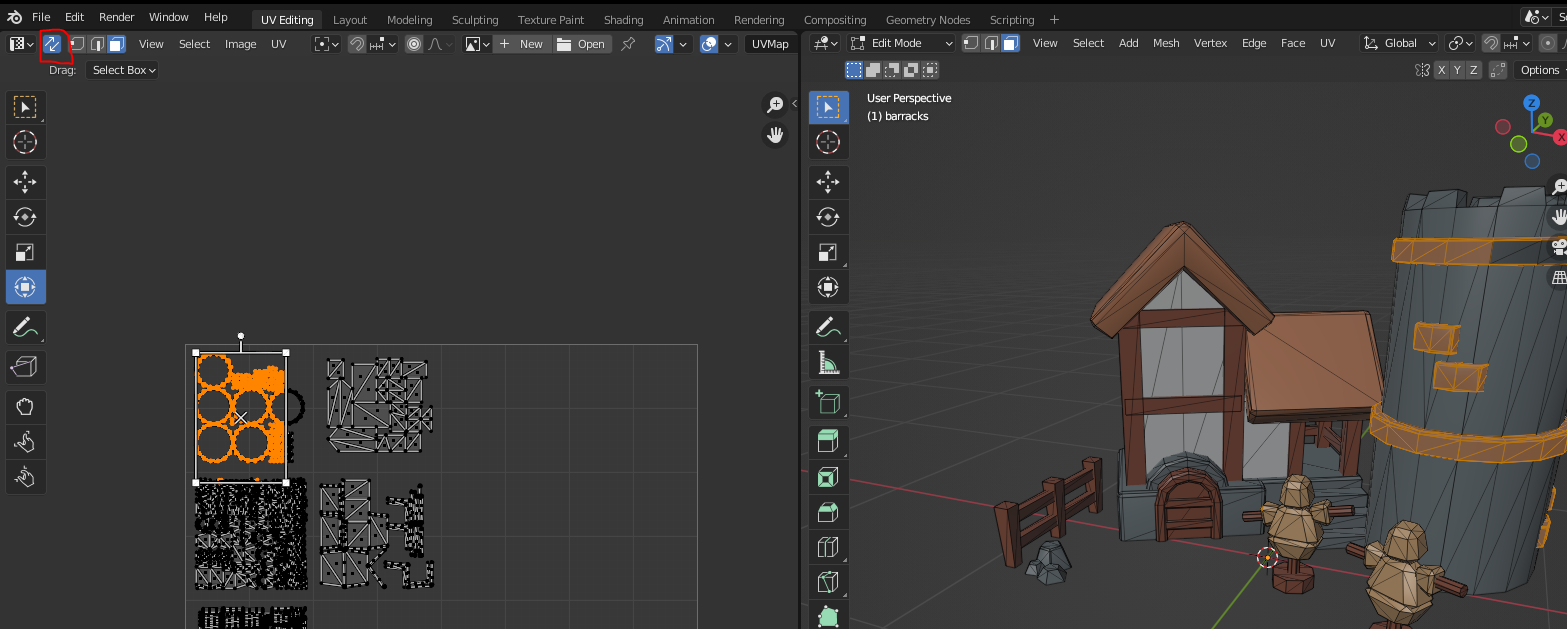 File Edit Render Window Help UV Editing Layout Modeling Sculpting Texture Paint Shading Animation Rendering Compositing Geometry Nodes Scripting +
View Select Image UV New Open UVMap
Drag: Select Box
Edit Mode View Select Add Mesh Vertex Edge Face UV Global
X Y Z Options
User Perspective
(1) barracks
Z
Y
X